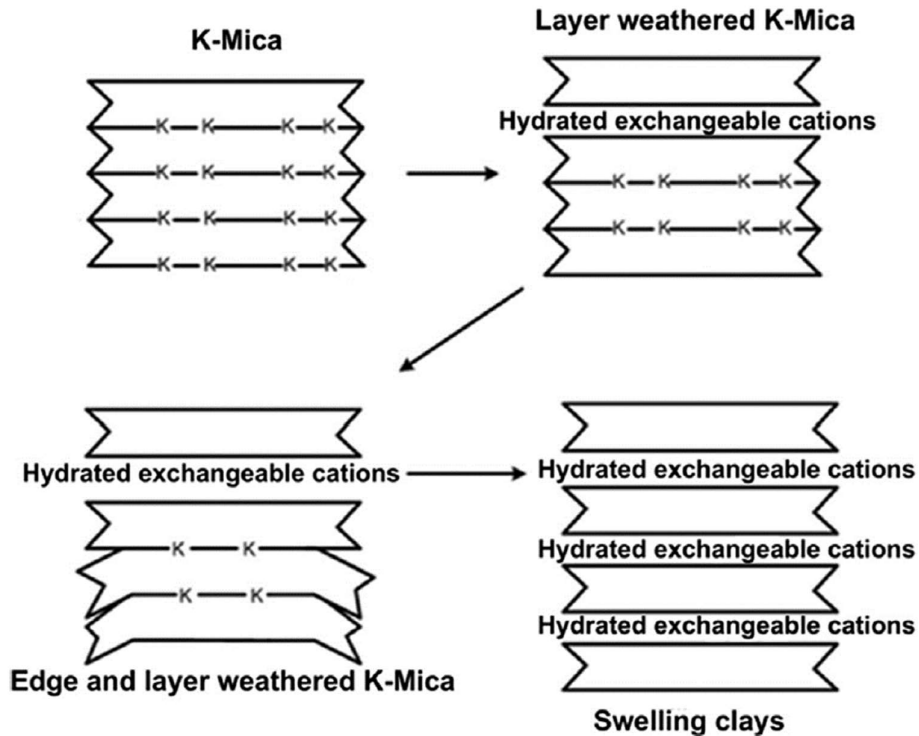 K-Mica
Layer weathered K-Mica
K K K K
K K K K
K K K K
K K K K
Hydrated exchangeable cations
K K K K
K K K K
Hydrated exchangeable cations
K K
K K
Edge and layer weathered K-Mica
Hydrated exchangeable cations
Hydrated exchangeable cations
Hydrated exchangeable cations
Swelling clays